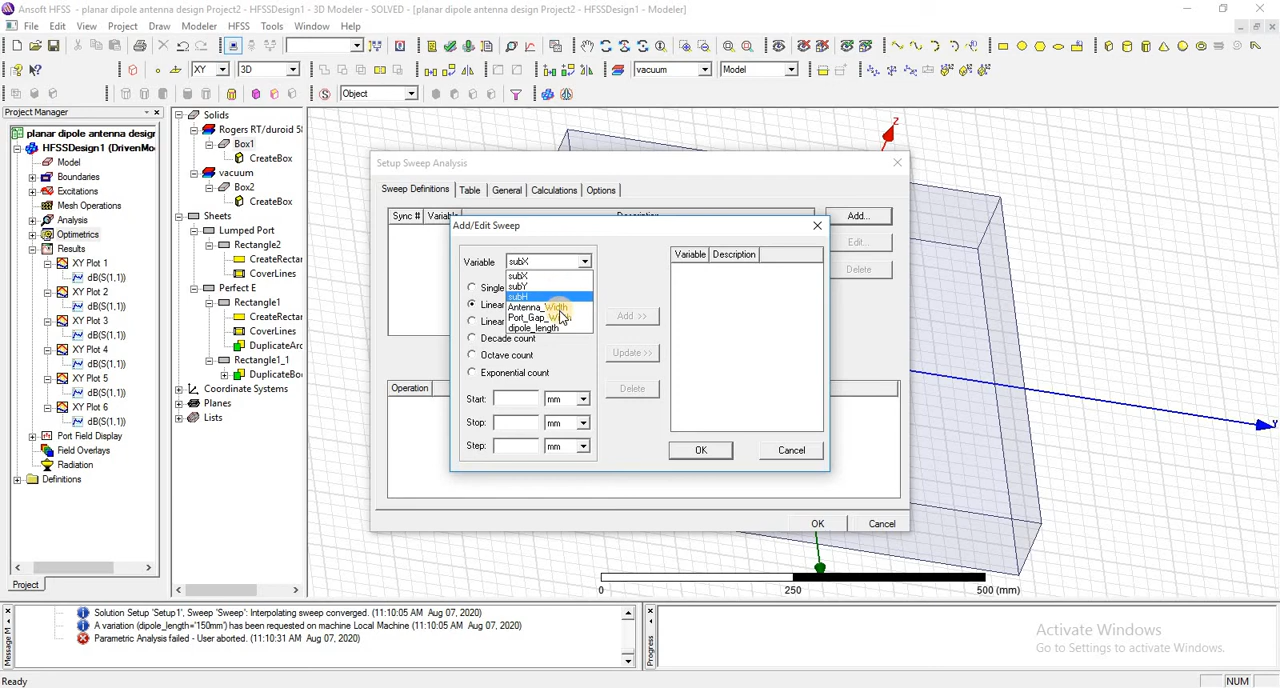 Ansoft HFSS - planar dipole antenna design Project2 - HFSSDesign1 - 3D Modeler - SOLVED - [planar dipole antenna design Project2 - HFSSDesign1 - Modeler]
File Edit View Project Draw Modeler HFSS Tools Window Help
XY 3D vacuum Model
Object
Project Manager
planar dipole antenna design
HFSSDesign1 (DrivenMo
Model
Boundaries
Excitations
Mesh Operations
Analysis
Optimetrics
Results
XY Plot 1
dB(S(1,1))
XY Plot 2
dB(S(1,1))
XY Plot 3
dB(S(1,1))
XY Plot 4
dB(S(1,1))
XY Plot 5
dB(S(1,1))
XY Plot 6
dB(S(1,1))
Port Field Display
Field Overlays
Radiation
Definitions
Project
Solids
Rogers RT/duroid 5
Box1
CreateBox
vacuum
Box2
CreateBox
Sheets
Lumped Port
Rectangle2
CreateRectar
CoverLines
Perfect E
Rectangle1
CreateRectar
CoverLines
DuplicateAro
Rectangle1_1
DuplicateBo
Coordinate Systems
Planes
Lists
Setup Sweep Analysis
Sweep Definitions Table General Calculations Options
Sync # Variab
Add...
Edit...
Delete
Operation
OK Cancel
Add/Edit Sweep
Variable subX
subX
subY
subH
Antenna_Width
Port_Gap_
dipole_length
Single
Linear
Linear
Decade count
Octave count
Exponential count
Start: mm
Stop: mm
Step: mm
Add >>
Update >>
Delete
Variable Description
OK Cancel
Z
Y
0 250 500 (mm)
Message M
Solution Setup 'Setup1', Sweep 'Sweep': Interpolating sweep converged. (11:10:05 AM Aug 07, 2020)
A variation (dipole_length='150mm') has been requested on machine Local Machine (11:10:05 AM Aug 07, 2020)
Parametric Analysis failed - User aborted. (11:10:31 AM Aug 07, 2020)
Progress
Activate Windows
Go to Settings to activate Windows.
Ready
NUM